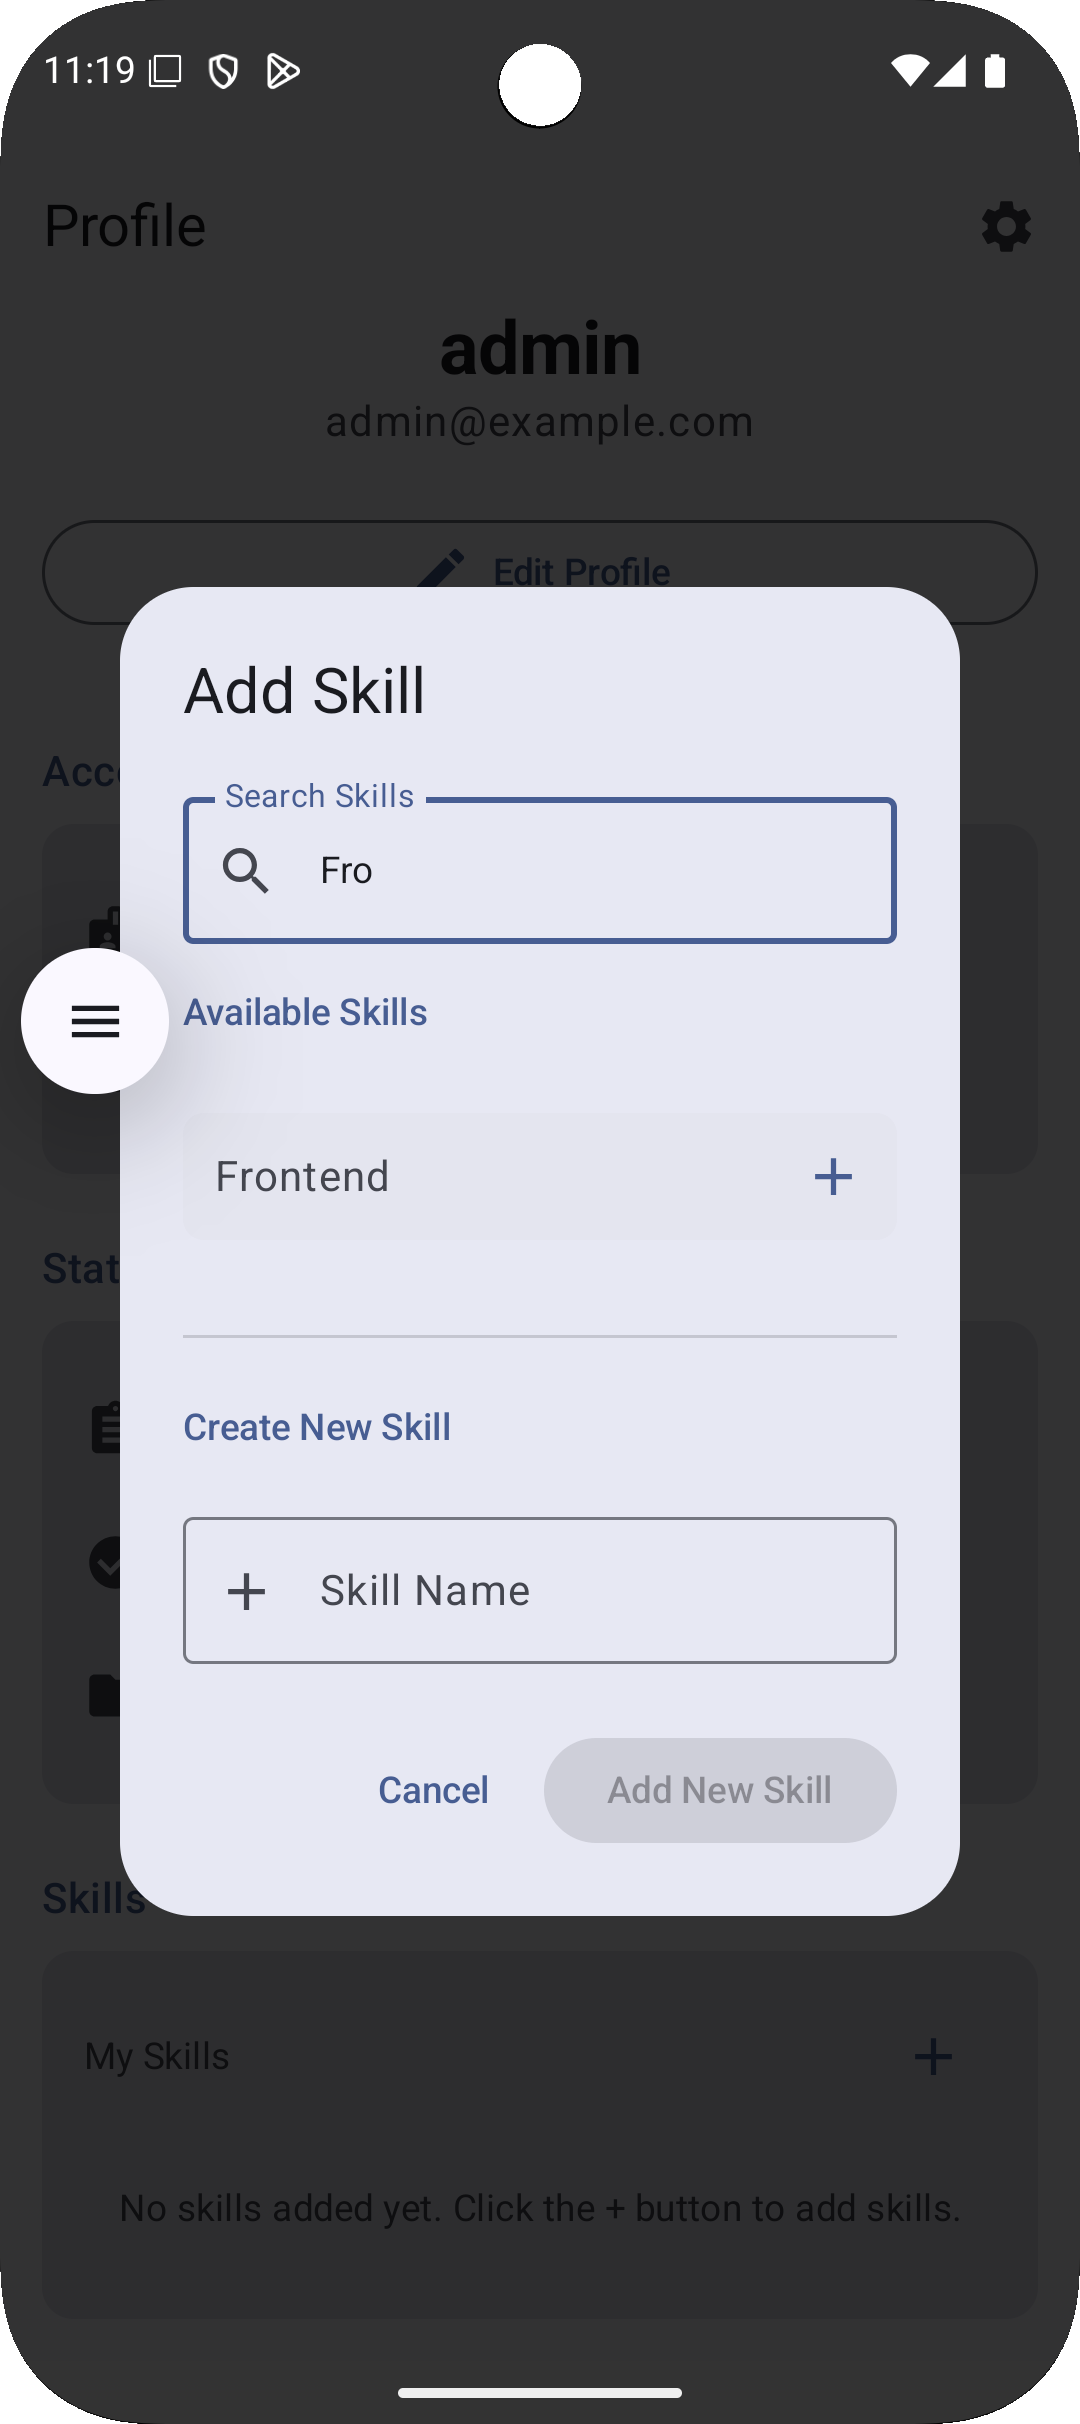 11:19
Profile
admin
admin@example.com
Edit Profile
Add Skill
Acc
Search Skills
Fro
Available Skills
Frontend
Stat
Create New Skill
Skill Name
Cancel
Add New Skill
Skills
My Skills
No skills added yet. Click the + button to add skills.